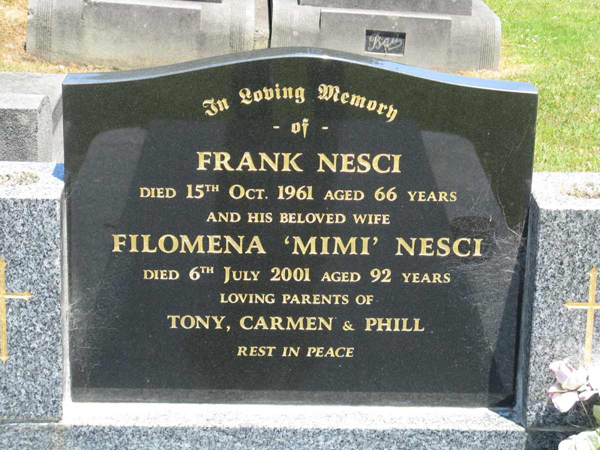 In Loving Memory
- of -
FRANK NESCI
DIED 15TH OCT. 1961 AGED 66 YEARS
AND HIS BELOVED WIFE
FILOMENA ‘MIMI’ NESCI
DIED 6TH JULY 2001 AGED 92 YEARS
LOVING PARENTS OF
TONY, CARMEN & PHILL
REST IN PEACE